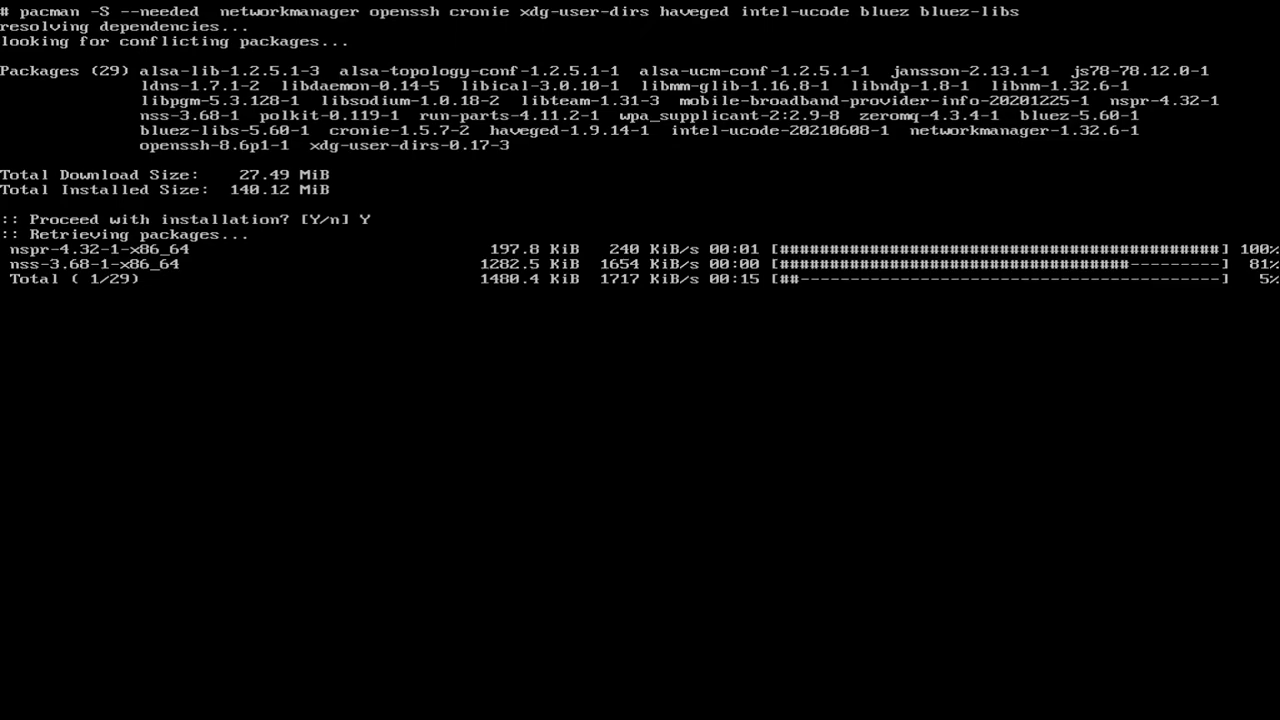 # pacman -S --needed  networkmanager openssh cronie xdg-user-dirs haveged intel-ucode bluez bluez-libs
resolving dependencies...
looking for conflicting packages...
Packages (29) alsa-lib-1.2.5.1-3  alsa-topology-conf-1.2.5.1-1  alsa-ucm-conf-1.2.5.1-1  jansson-2.13.1-1  js78-78.12.0-1
ldns-1.7.1-2  libdaemon-0.14-5  libical-3.0.10-1  libmm-glib-1.16.8-1  libndp-1.8-1  libnm-1.32.6-1
libpgm-5.3.128-1  libsodium-1.0.18-2  libteam-1.31-3  mobile-broadband-provider-info-20201225-1  nspr-4.32-1
nss-3.68-1  polkit-0.119-1  run-parts-4.11.2-1  wpa_supplicant-2:2.9-8  zeromq-4.3.4-1  bluez-5.60-1
bluez-libs-5.60-1  cronie-1.5.7-2  haveged-1.9.14-1  intel-ucode-20210608-1  networkmanager-1.32.6-1
openssh-8.6p1-1  xdg-user-dirs-0.17-3
Total Download Size:    27.49 MiB
Total Installed Size:  140.12 MiB
:: Proceed with installation? [Y/n] Y
:: Retrieving packages...
nspr-4.32-1-x86_64 197.8 KiB 240 KiB/s 00:01 [############################################] 100%
nss-3.68-1-x86_64 1282.5 KiB 1654 KiB/s 00:00 [###################################---------] 81%
Total ( 1/29) 1480.4 KiB 1717 KiB/s 00:15 [##------------------------------------------] 5%